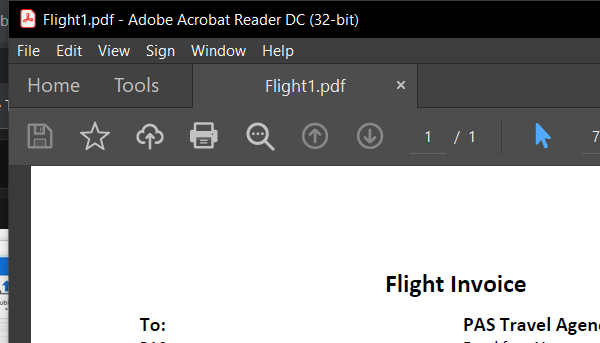 Flight1.pdf - Adobe Acrobat Reader DC (32-bit)
File Edit View Sign Window Help
Home Tools Flight1.pdf ×
1 / 1 7
Flight Invoice
To: PAS Travel Agen